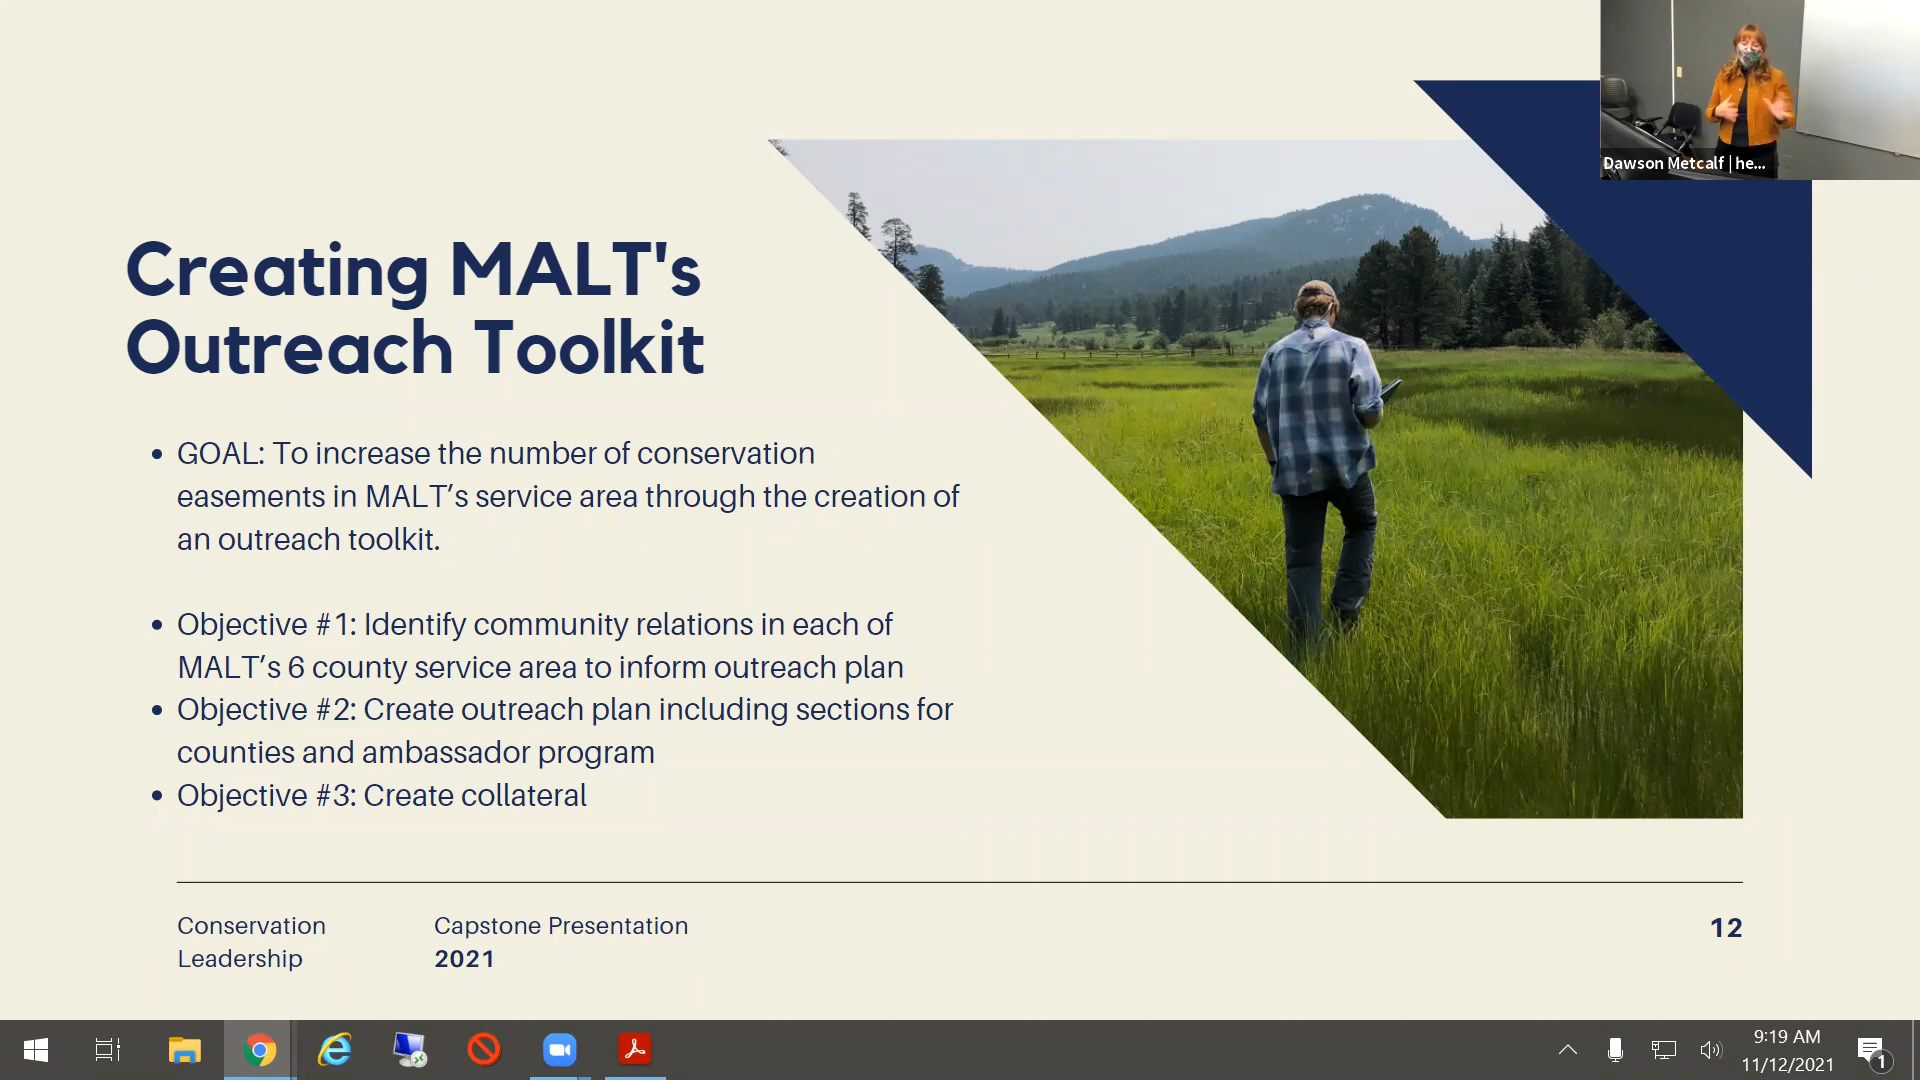 Dawson Metcalf | he...
Creating MALT's
Outreach Toolkit
• GOAL: To increase the number of conservation
easements in MALT’s service area through the creation of
an outreach toolkit.
• Objective #1: Identify community relations in each of
MALT’s 6 county service area to inform outreach plan
• Objective #2: Create outreach plan including sections for
counties and ambassador program
• Objective #3: Create collateral
Conservation
Leadership
Capstone Presentation
2021
12
9:19 AM
11/12/2021
1